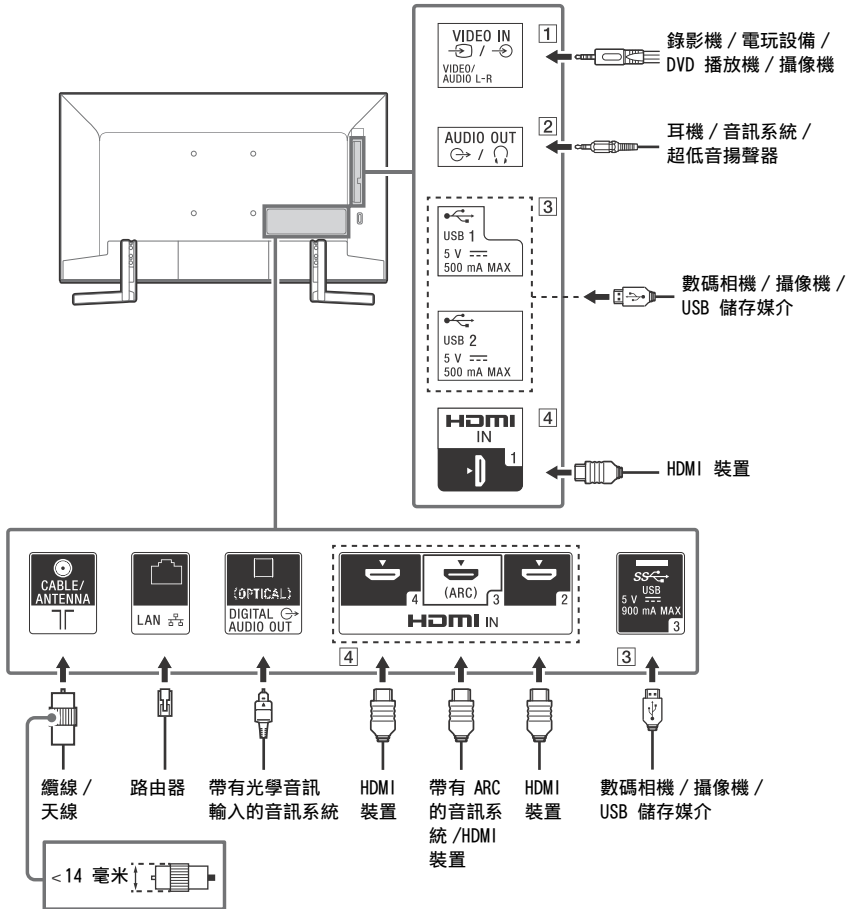 VIDEO IN
/
VIDEO/
AUDIO L-R
1
錄影機 / 電玩設備 /
DVD 播放機 / 攝像機
AUDIO OUT
/
2
耳機 / 音訊系統 /
超低音揚聲器
3
USB 1
5 V
500 mA MAX
USB 2
5 V
500 mA MAX
數碼相機 / 攝像機 /
USB 儲存媒介
4
HDMI
IN
1
HDMI 裝置
CABLE/
ANTENNA
LAN
(OPTICAL)
DIGITAL
AUDIO OUT
4
(ARC)
3
2
HDMI IN
SS
USB
5 V
900 mA MAX
3
4
3
纜線 /
天線
路由器
帶有光學音訊
輸入的音訊系統
HDMI
裝置
帶有 ARC
的音訊系
統 /HDMI
裝置
HDMI
裝置
數碼相機 / 攝像機 /
USB 儲存媒介
<14 毫米